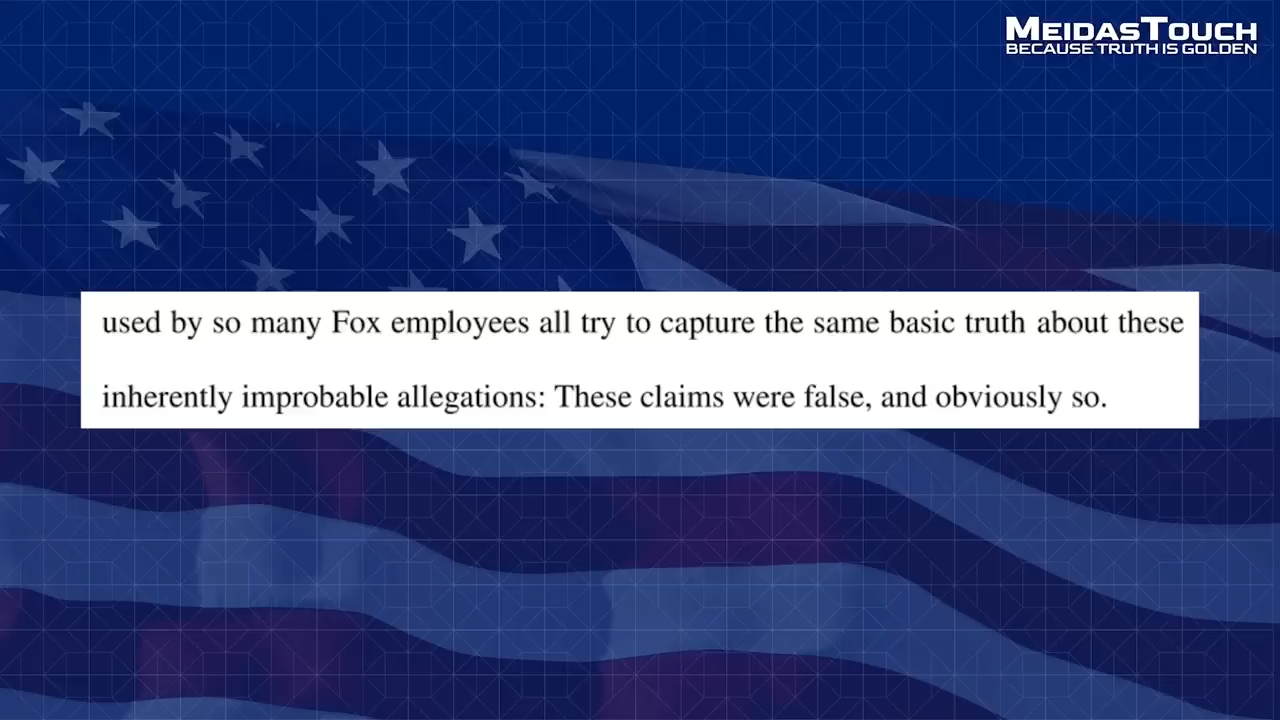 MEIDASTOUCH
BECAUSE TRUTH IS GOLDEN
used by so many Fox employees all try to capture the same basic truth about these
inherently improbable allegations: These claims were false, and obviously so.